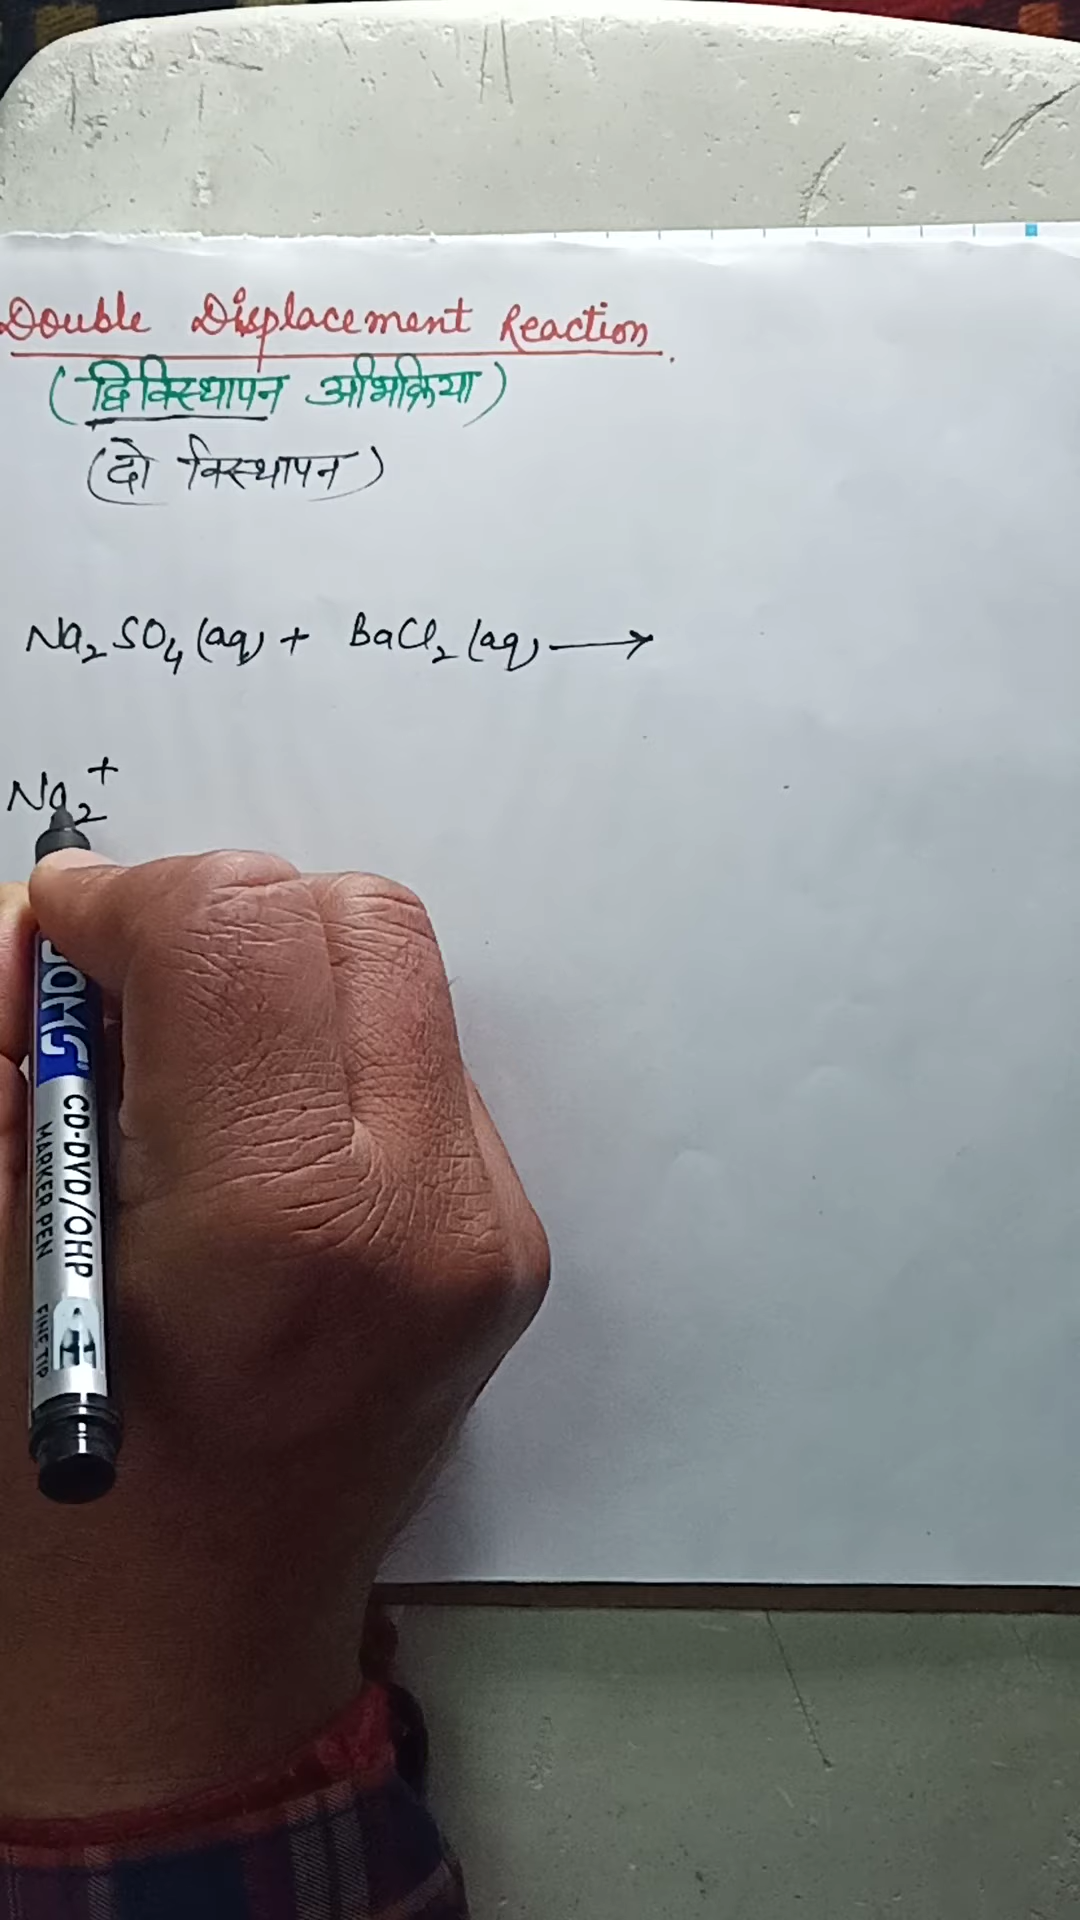 Double Displacement Reaction.
(द्विविस्थापन अभिक्रिया)
(दो विस्थापन)
Na₂SO₄(aq) + BaCl₂(aq) ⟶
Na₂⁺
CD-DVD/OHP
MARKER PEN
FINE TIP